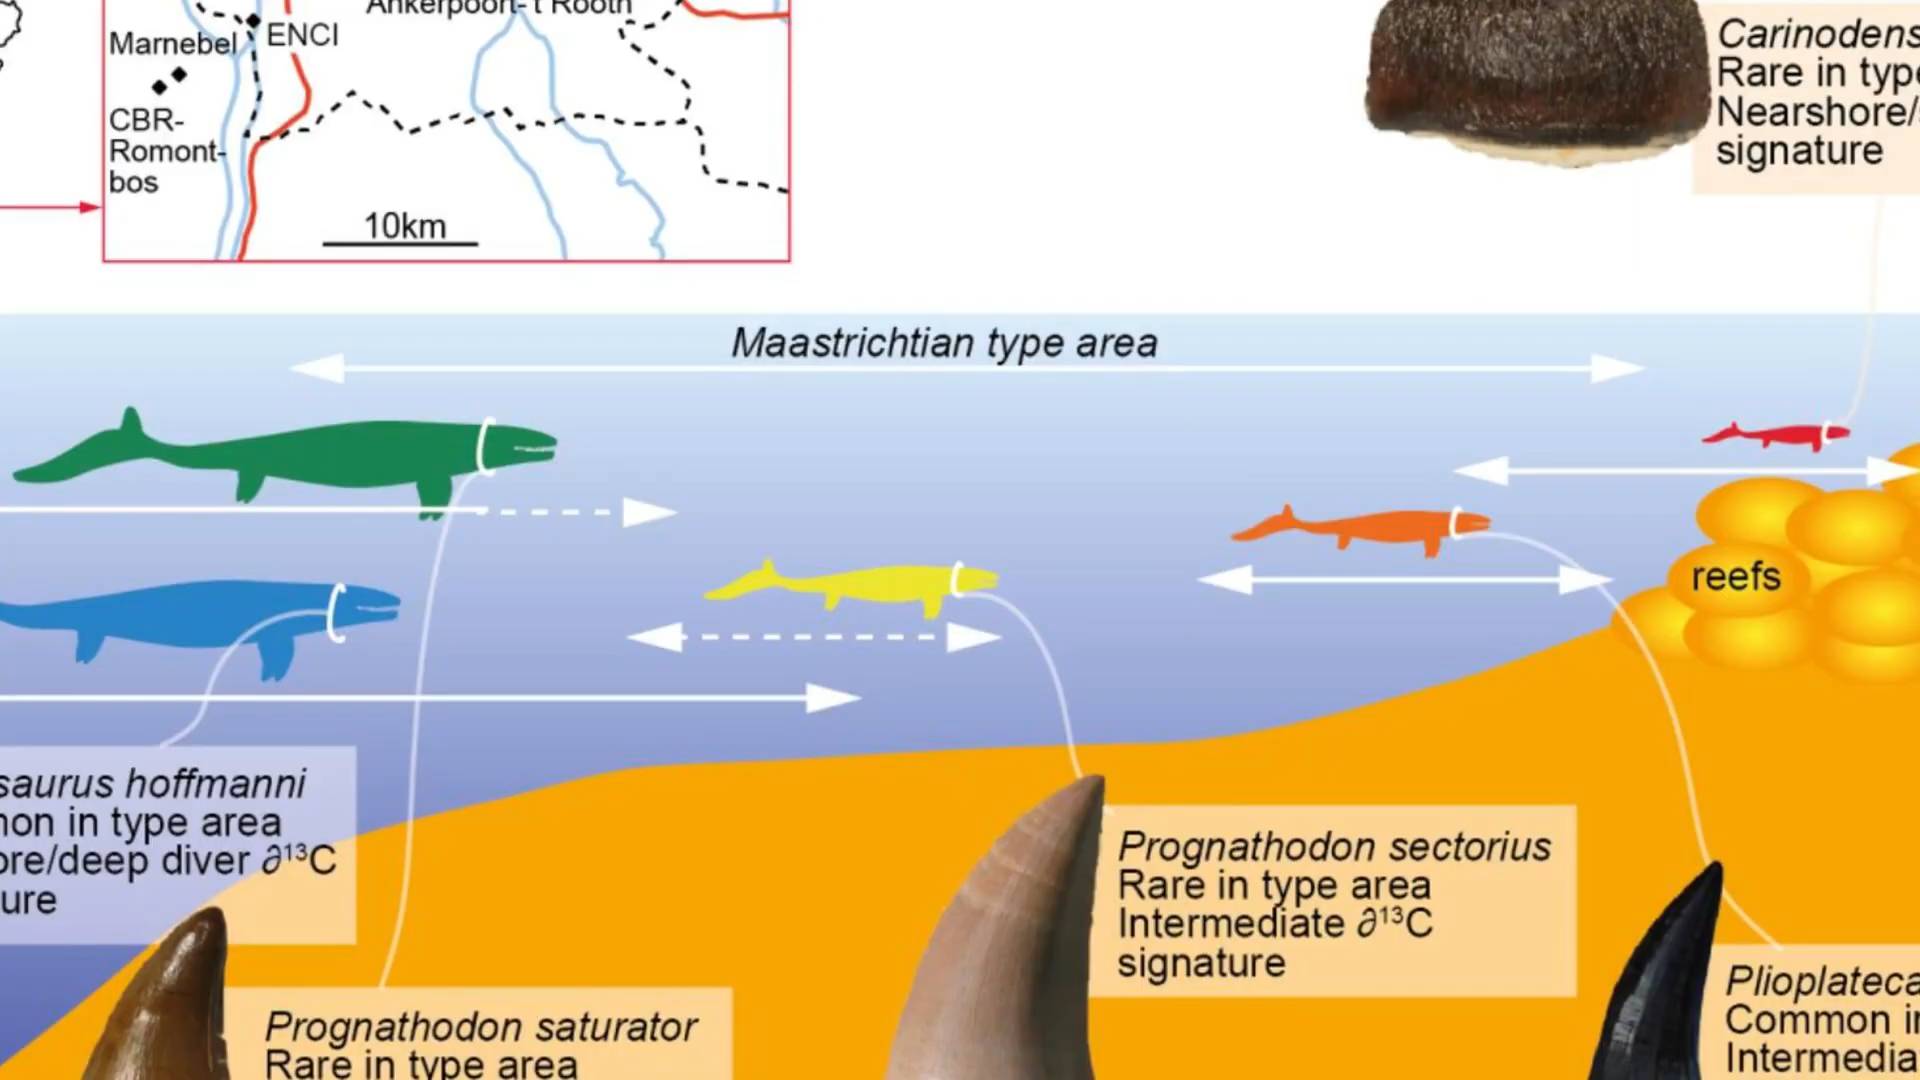 Ankerpoort-'t Rooth
ENCI
Marnebel
CBR-
Romont-
bos
10km
Carinodens
Rare in type
Nearshore/s
signature
Maastrichtian type area
reefs
saurus hoffmanni
mon in type area
ore/deep diver ∂¹³C
ure
Prognathodon sectorius
Rare in type area
Intermediate ∂¹³C
signature
Prognathodon saturator
Rare in type area
Plioplateca
Common in
Intermedia